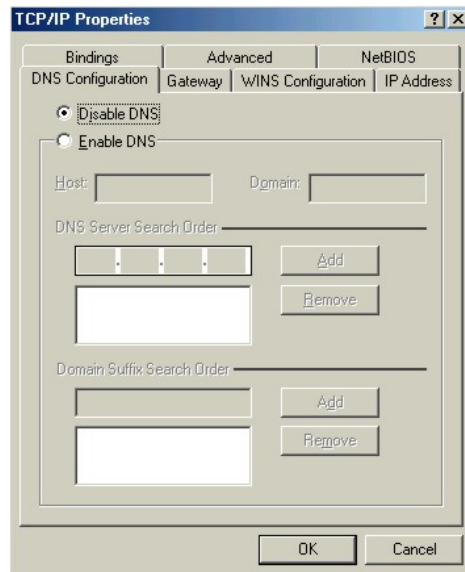 TCP/IP Properties
Bindings Advanced NetBIOS
DNS Configuration Gateway WINS Configuration IP Address
Disable DNS
Enable DNS
Host: Domain:
DNS Server Search Order
. . . Add
Remove
Domain Suffix Search Order
Add
Remove
OK Cancel